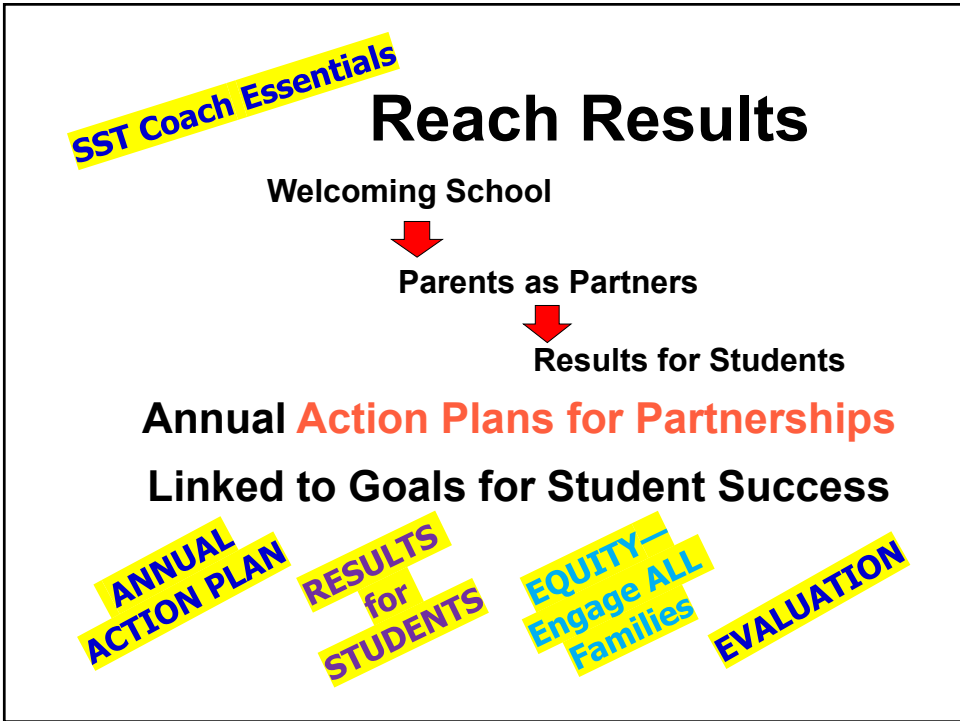 SST Coach Essentials
Reach Results
Welcoming School
Parents as Partners
Results for Students
Annual Action Plans for Partnerships
Linked to Goals for Student Success
ANNUAL
ACTION PLAN
RESULTS
for
STUDENTS
EQUITY—
Engage ALL
Families
EVALUATION